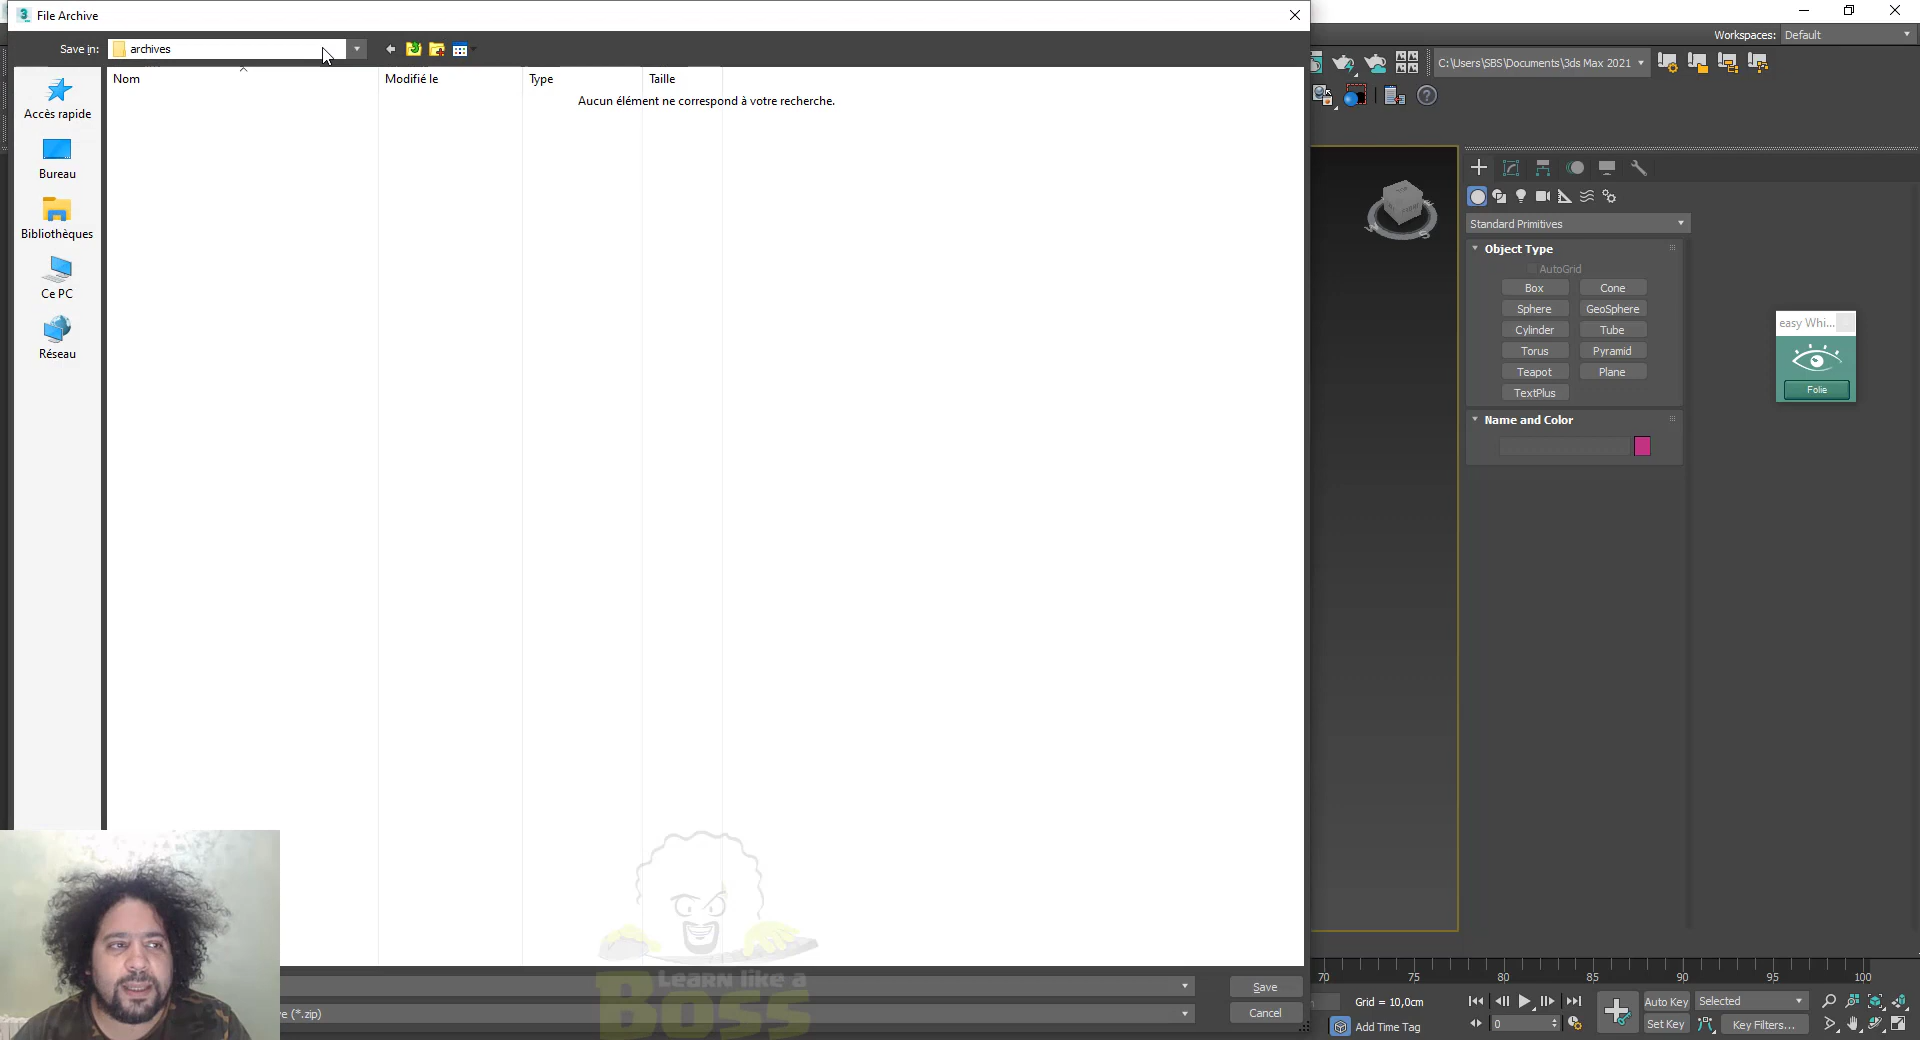 File Archive
Save in:
archives
Workspaces: Default
C:\Users\SBS\Documents\3ds Max 2021
Nom
Modifié le
Type
Taille
Aucun élément ne correspond à votre recherche.
Accès rapide
Bureau
Bibliothèques
Ce PC
Réseau
Standard Primitives
Object Type
AutoGrid
Box
Cone
Sphere
GeoSphere
Cylinder
Tube
Torus
Pyramid
Teapot
Plane
TextPlus
Name and Color
easy Whi...
Folie
Learn like a
BOSS
Save
(*.zip)
Cancel
70 75 80 85 90 95 100
Grid = 10,0cm
Add Time Tag
0
Auto Key
Selected
Set Key
Key Filters...